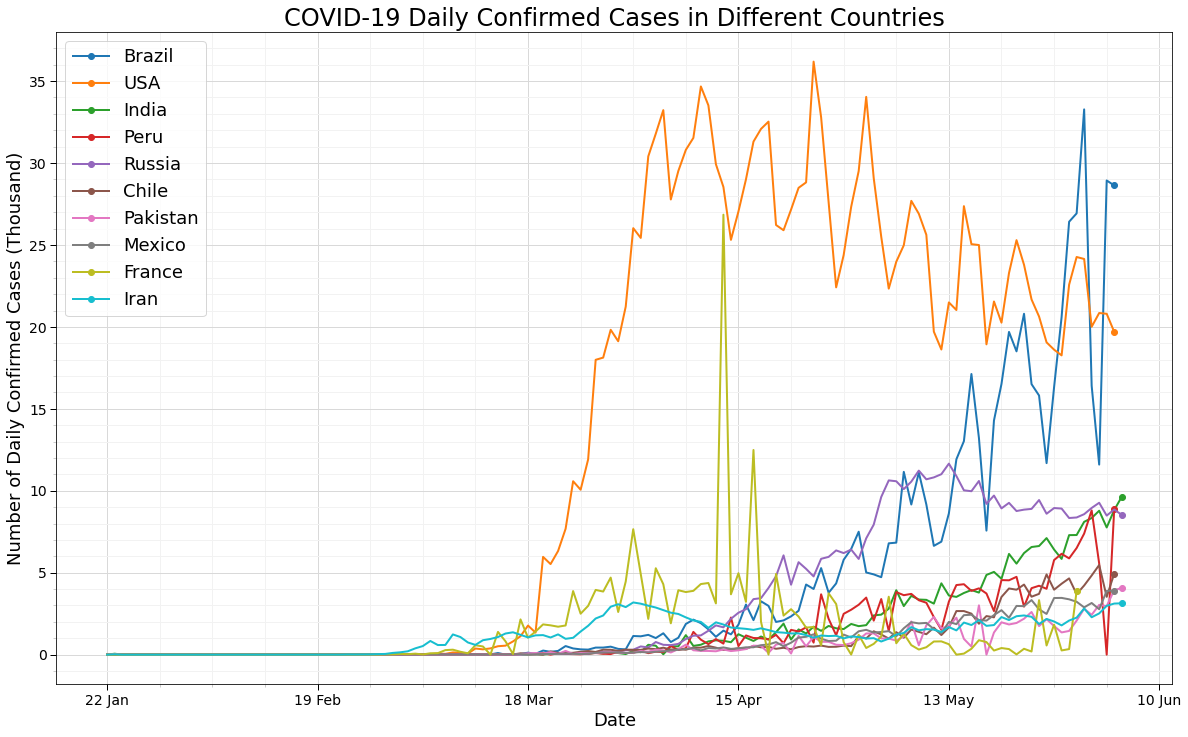 COVID-19 Daily Confirmed Cases in Different Countries
Number of Daily Confirmed Cases (Thousand)
35
30
25
20
15
10
5
0
Brazil
USA
India
Peru
Russia
Chile
Pakistan
Mexico
France
Iran
22 Jan
19 Feb
18 Mar
15 Apr
13 May
10 Jun
Date